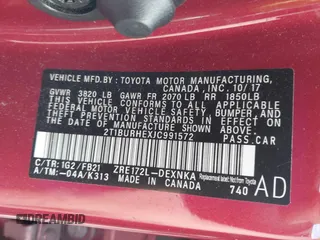 VEHICLE MFD BY: TOYOTA MOTOR MANUFACTURING,
CANADA, INC. 10/17
GVWR 3820 LB GAWR FR 2070 LB RR 1850LB
THIS VEHICLE CONFORMS TO ALL APPLICABLE
FEDERAL MOTOR VEHICLE SAFETY, BUMPER, AND
THEFT PREVENTION STANDARDS IN EFFECT ON
THE DATE OF MANUFACTURE SHOWN ABOVE.
2T1BURHEXJC991572
PASS.CAR
C/TR: 1G2/FB21 ZRE172L-DEXNKA
A/TM: -04A/K313 MADE IN CANADA
740
AD
DREAMBID